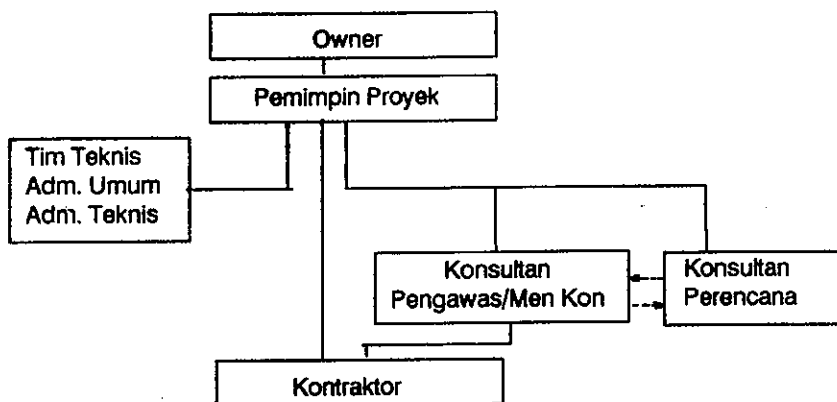 Owner
Pemimpin Proyek
Tim Teknis
Adm. Umum
Adm. Teknis
Konsultan
Pengawas/Men Kon
Konsultan
Perencana
Kontraktor